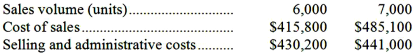 Sales volume (units).............................. 6,000 7,000
Cost of sales............................................ $415,800 $485,100
Selling and administrative costs.......... $430,200 $441,000